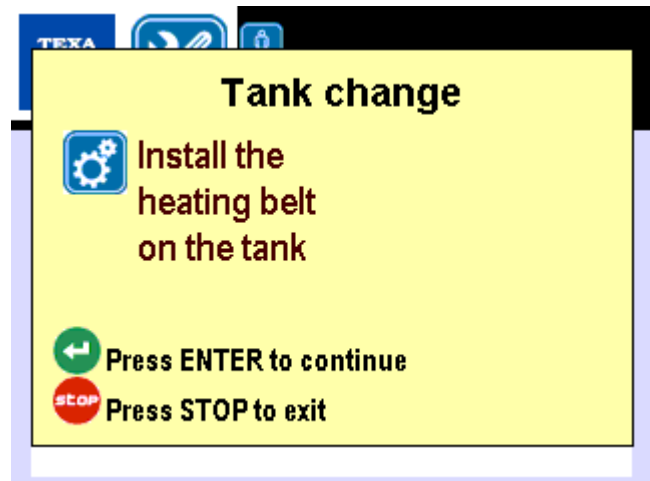 TEXA
Tank change
Install the
heating belt
on the tank
Press ENTER to continue
stop Press STOP to exit